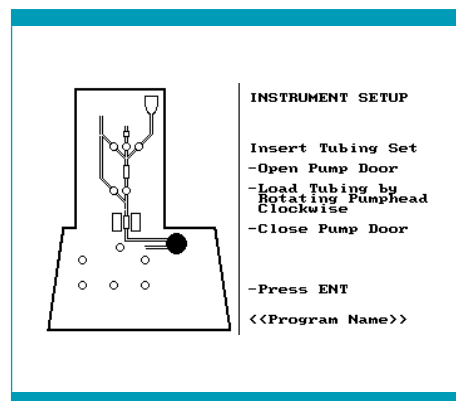 INSTRUMENT SETUP
Insert Tubing Set
-Open Pump Door
-Load Tubing by
Rotating Pumphead
Clockwise
-Close Pump Door
-Press ENT
<<Program Name>>